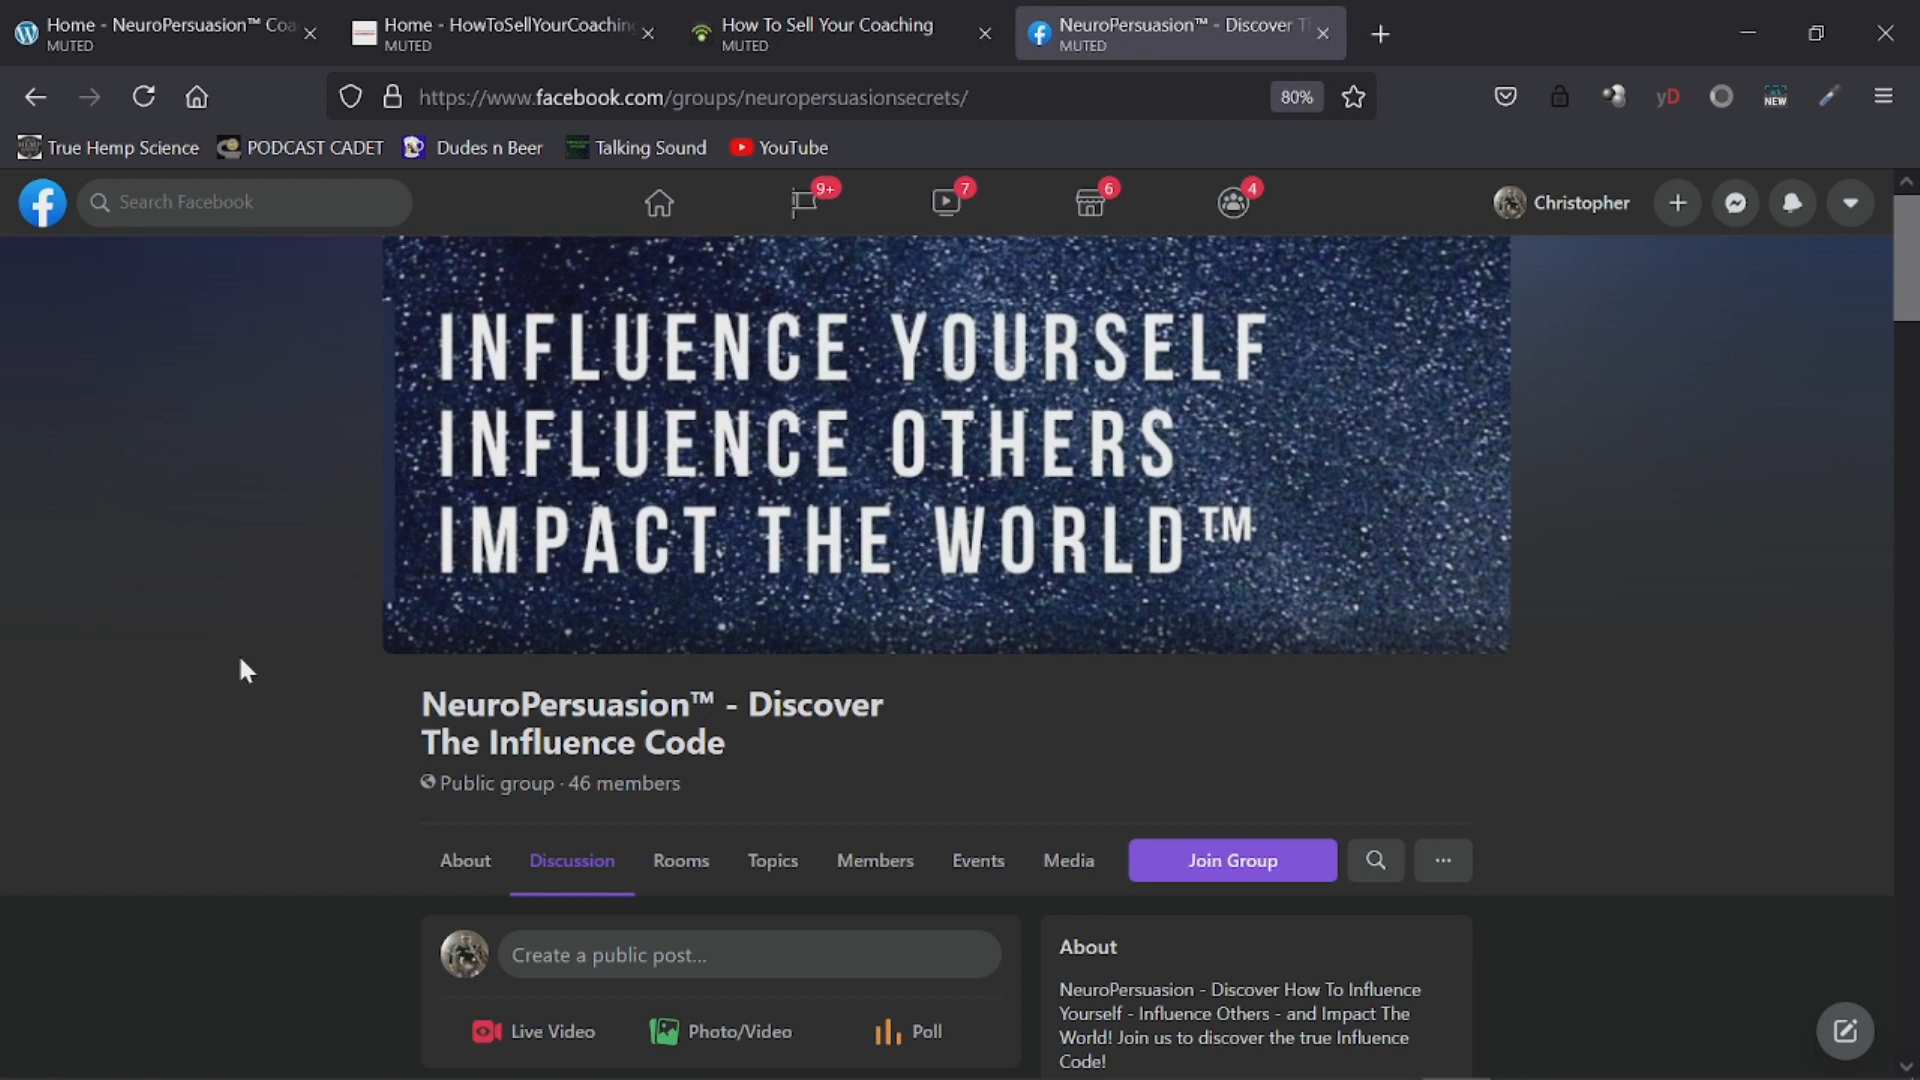 Home - NeuroPersuasion™ Coa
MUTED
Home - HowToSellYourCoaching
MUTED
How To Sell Your Coaching
MUTED
NeuroPersuasion™ - Discover Th
MUTED
https://www.facebook.com/groups/neuropersuasionsecrets/
80%
yD
NEW
True Hemp Science
PODCAST CADET
Dudes n Beer
Talking Sound
YouTube
Search Facebook
9+
7
6
4
Christopher
INFLUENCE YOURSELF
INFLUENCE OTHERS
IMPACT THE WORLD™
NeuroPersuasion™ - Discover
The Influence Code
Public group · 46 members
About
Discussion
Rooms
Topics
Members
Events
Media
Join Group
Create a public post...
Live Video
Photo/Video
Poll
About
NeuroPersuasion - Discover How To Influence
Yourself - Influence Others - and Impact The
World! Join us to discover the true Influence
Code!